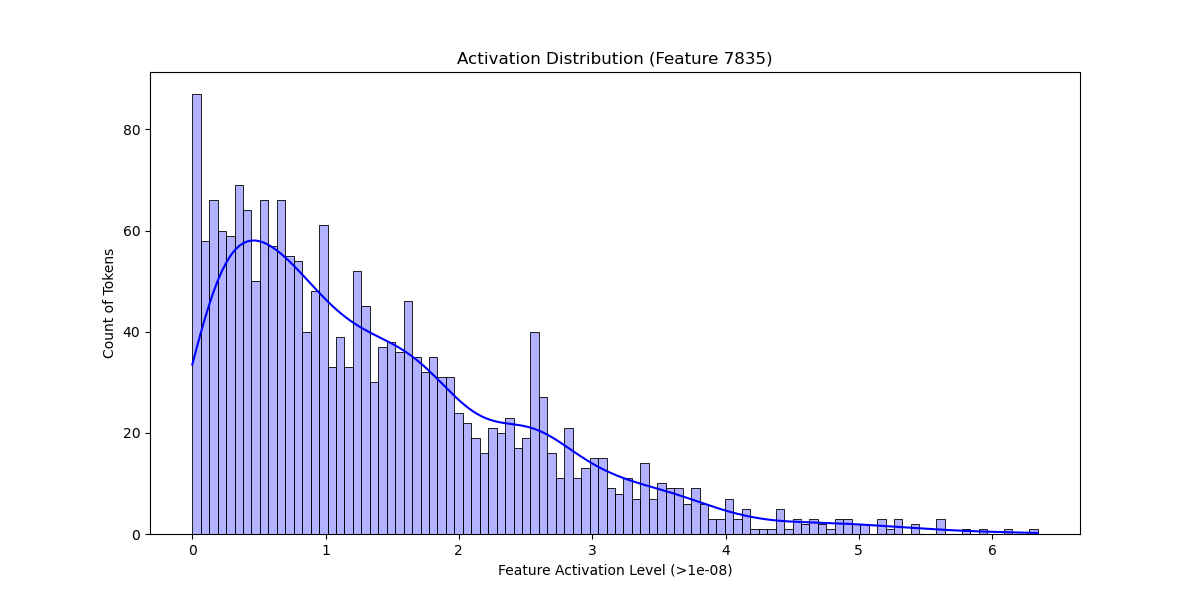 Activation Distribution (Feature 7835)
80
60
40
20
0
Count of Tokens
0 1 2 3 4 5 6
Feature Activation Level (>1e-08)